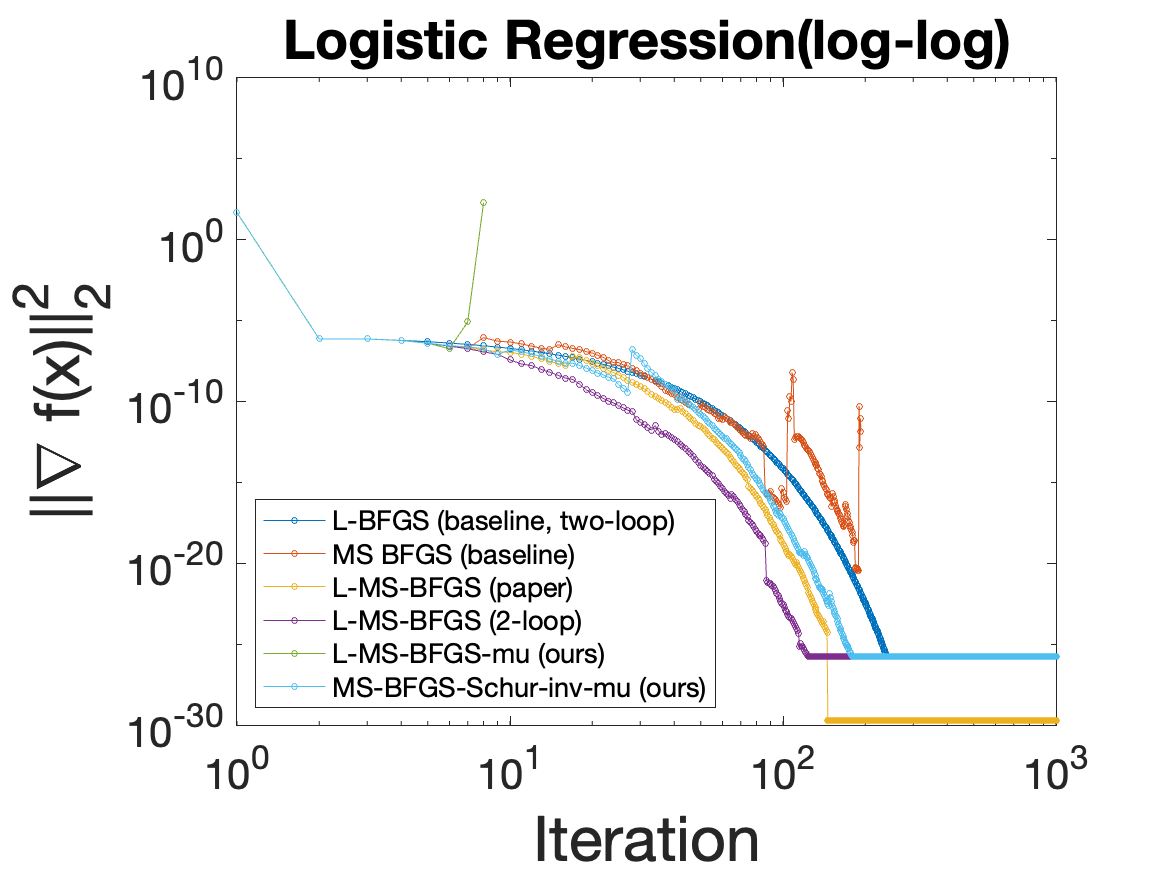 Logistic Regression(log-log)
10^10
10^0
10^-10
10^-20
10^-30
||∇ f(x)||_2^2
L-BFGS (baseline, two-loop)
MS BFGS (baseline)
L-MS-BFGS (paper)
L-MS-BFGS (2-loop)
L-MS-BFGS-mu (ours)
MS-BFGS-Schur-inv-mu (ours)
10^0 10^1 10^2 10^3
Iteration